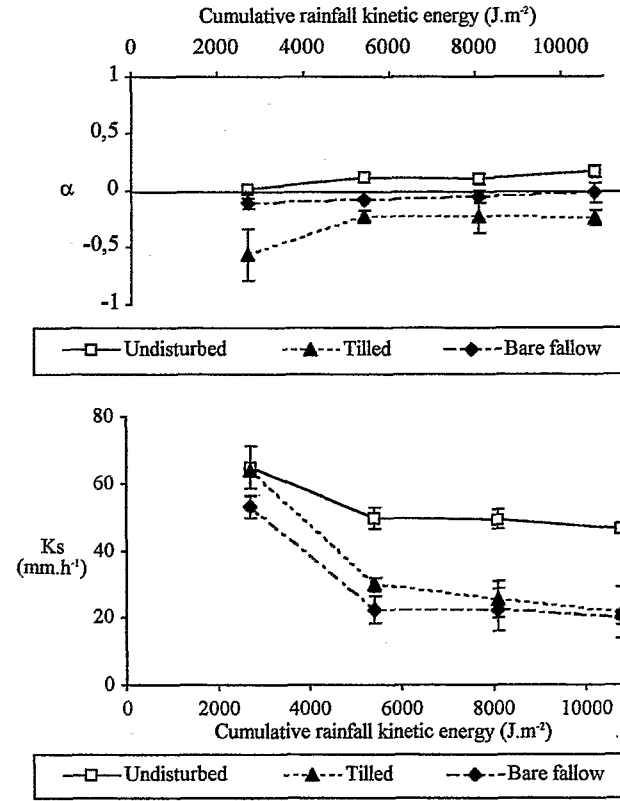 Cumulative rainfall kinetic energy (J.m-2)
0 2000 4000 6000 8000 10000
1
0,5
α 0
-0,5
-1
Undisturbed Tilled Bare fallow
80
60
Ks
(mm.h-1)
40
20
0
0 2000 4000 6000 8000 10000
Cumulative rainfall kinetic energy (J.m-2)
Undisturbed Tilled Bare fallow